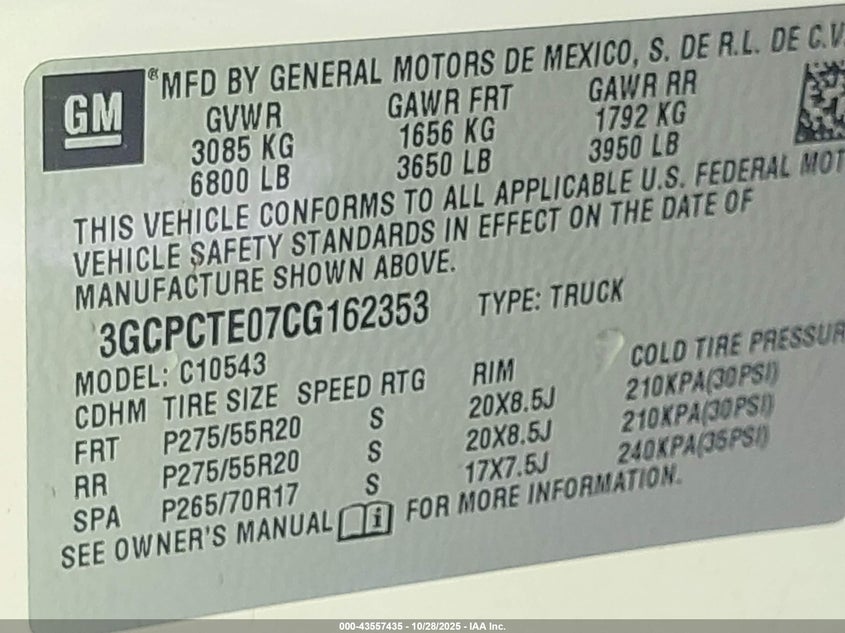 GM
®MFD BY GENERAL MOTORS DE MEXICO, S. DE R.L. DE C.V.
GVWR GAWR FRT GAWR RR
3085 KG 1656 KG 1792 KG
6800 LB 3650 LB 3950 LB
THIS VEHICLE CONFORMS TO ALL APPLICABLE U.S. FEDERAL MOT
VEHICLE SAFETY STANDARDS IN EFFECT ON THE DATE OF
MANUFACTURE SHOWN ABOVE.
3GCPCTE07CG162353 TYPE: TRUCK
MODEL: C10543
CDHM TIRE SIZE SPEED RTG RIM COLD TIRE PRESSUR
FRT P275/55R20 S 20X8.5J 210KPA(30PSI)
RR P275/55R20 S 20X8.5J 210KPA(30PSI)
SPA P265/70R17 S 17X7.5J 240KPA(35PSI)
SEE OWNER'S MANUAL FOR MORE INFORMATION.
000-43557435 - 10/28/2025 - IAA Inc.